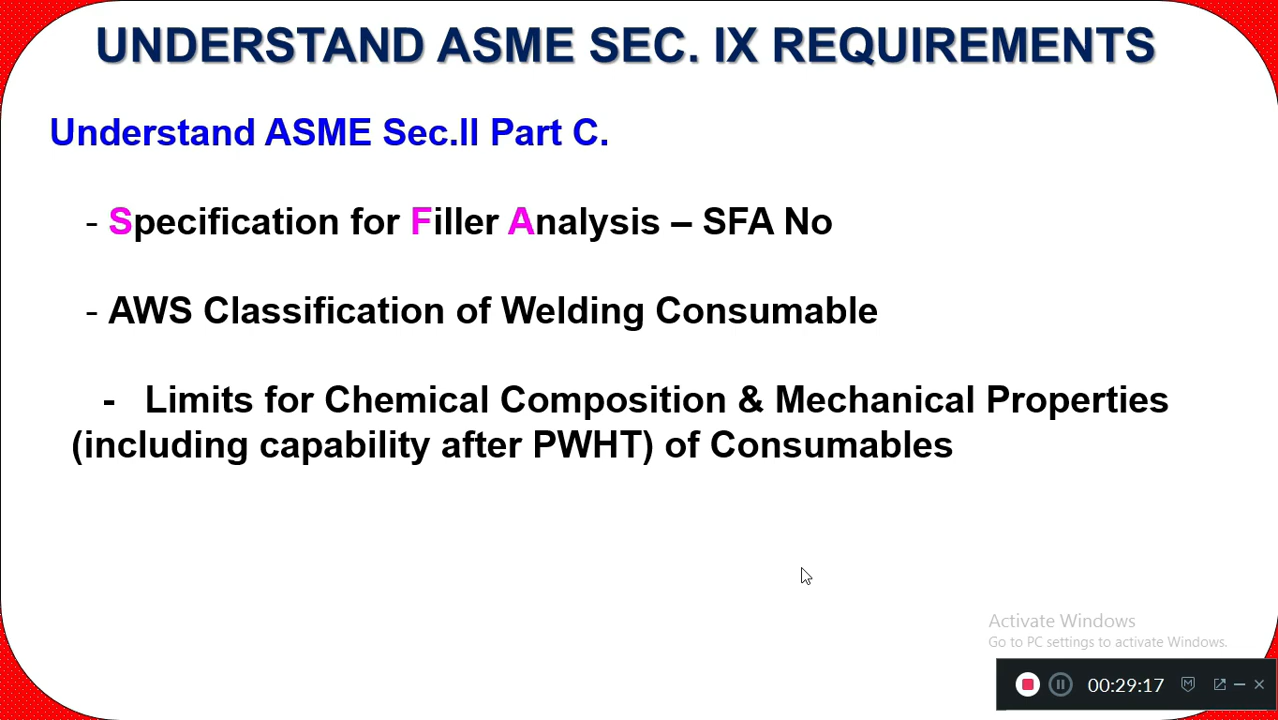 UNDERSTAND ASME SEC. IX REQUIREMENTS
Understand ASME Sec.II Part C.
- Specification for Filler Analysis – SFA No
- AWS Classification of Welding Consumable
- Limits for Chemical Composition & Mechanical Properties
(including capability after PWHT) of Consumables
Activate Windows
Go to PC settings to activate Windows.
00:29:17